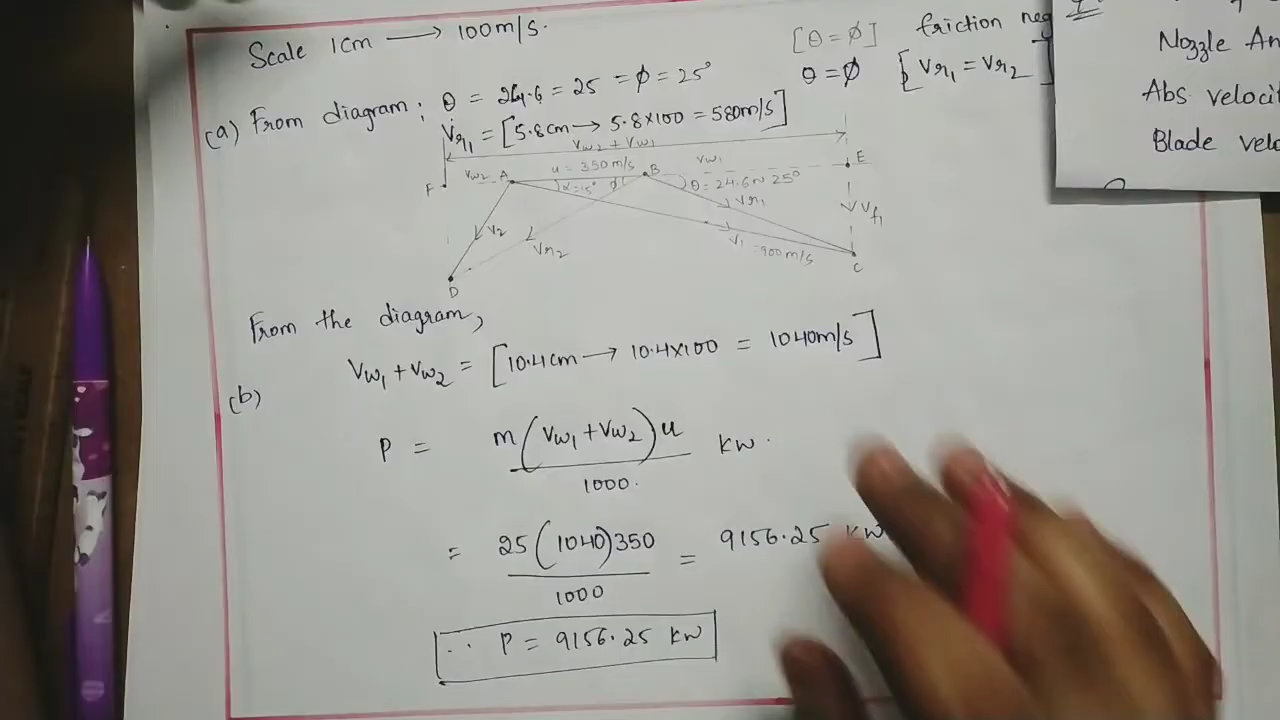 Scale 1cm → 100m/s.
[θ = ϕ] friction neg
(a) From diagram; θ = 24.6 = 25 = ϕ = 25°
θ = ϕ [Vr₁ = Vr₂]
Vr₁ = [5.8cm → 5.8×100 = 580m/s]
Vw₂ + Vw₁
F Vw₂ A u = 350 m/s B Vw₁ E
α=15° ϕ θ = 24.6 ~ 25°
V₂ Vr₂ Vr₁ Vf₁
V₁ = 900m/s
D C
From the diagram,
Vw₁ + Vw₂ = [10.4cm → 10.4×100 = 1040m/s]
(b)
P = m(Vw₁ + Vw₂)u / 1000. KW.
= 25(1040)350 / 1000 = 9156.25 KW
∴ P = 9156.25 KW
Nozzle An
Abs velocit
Blade velo